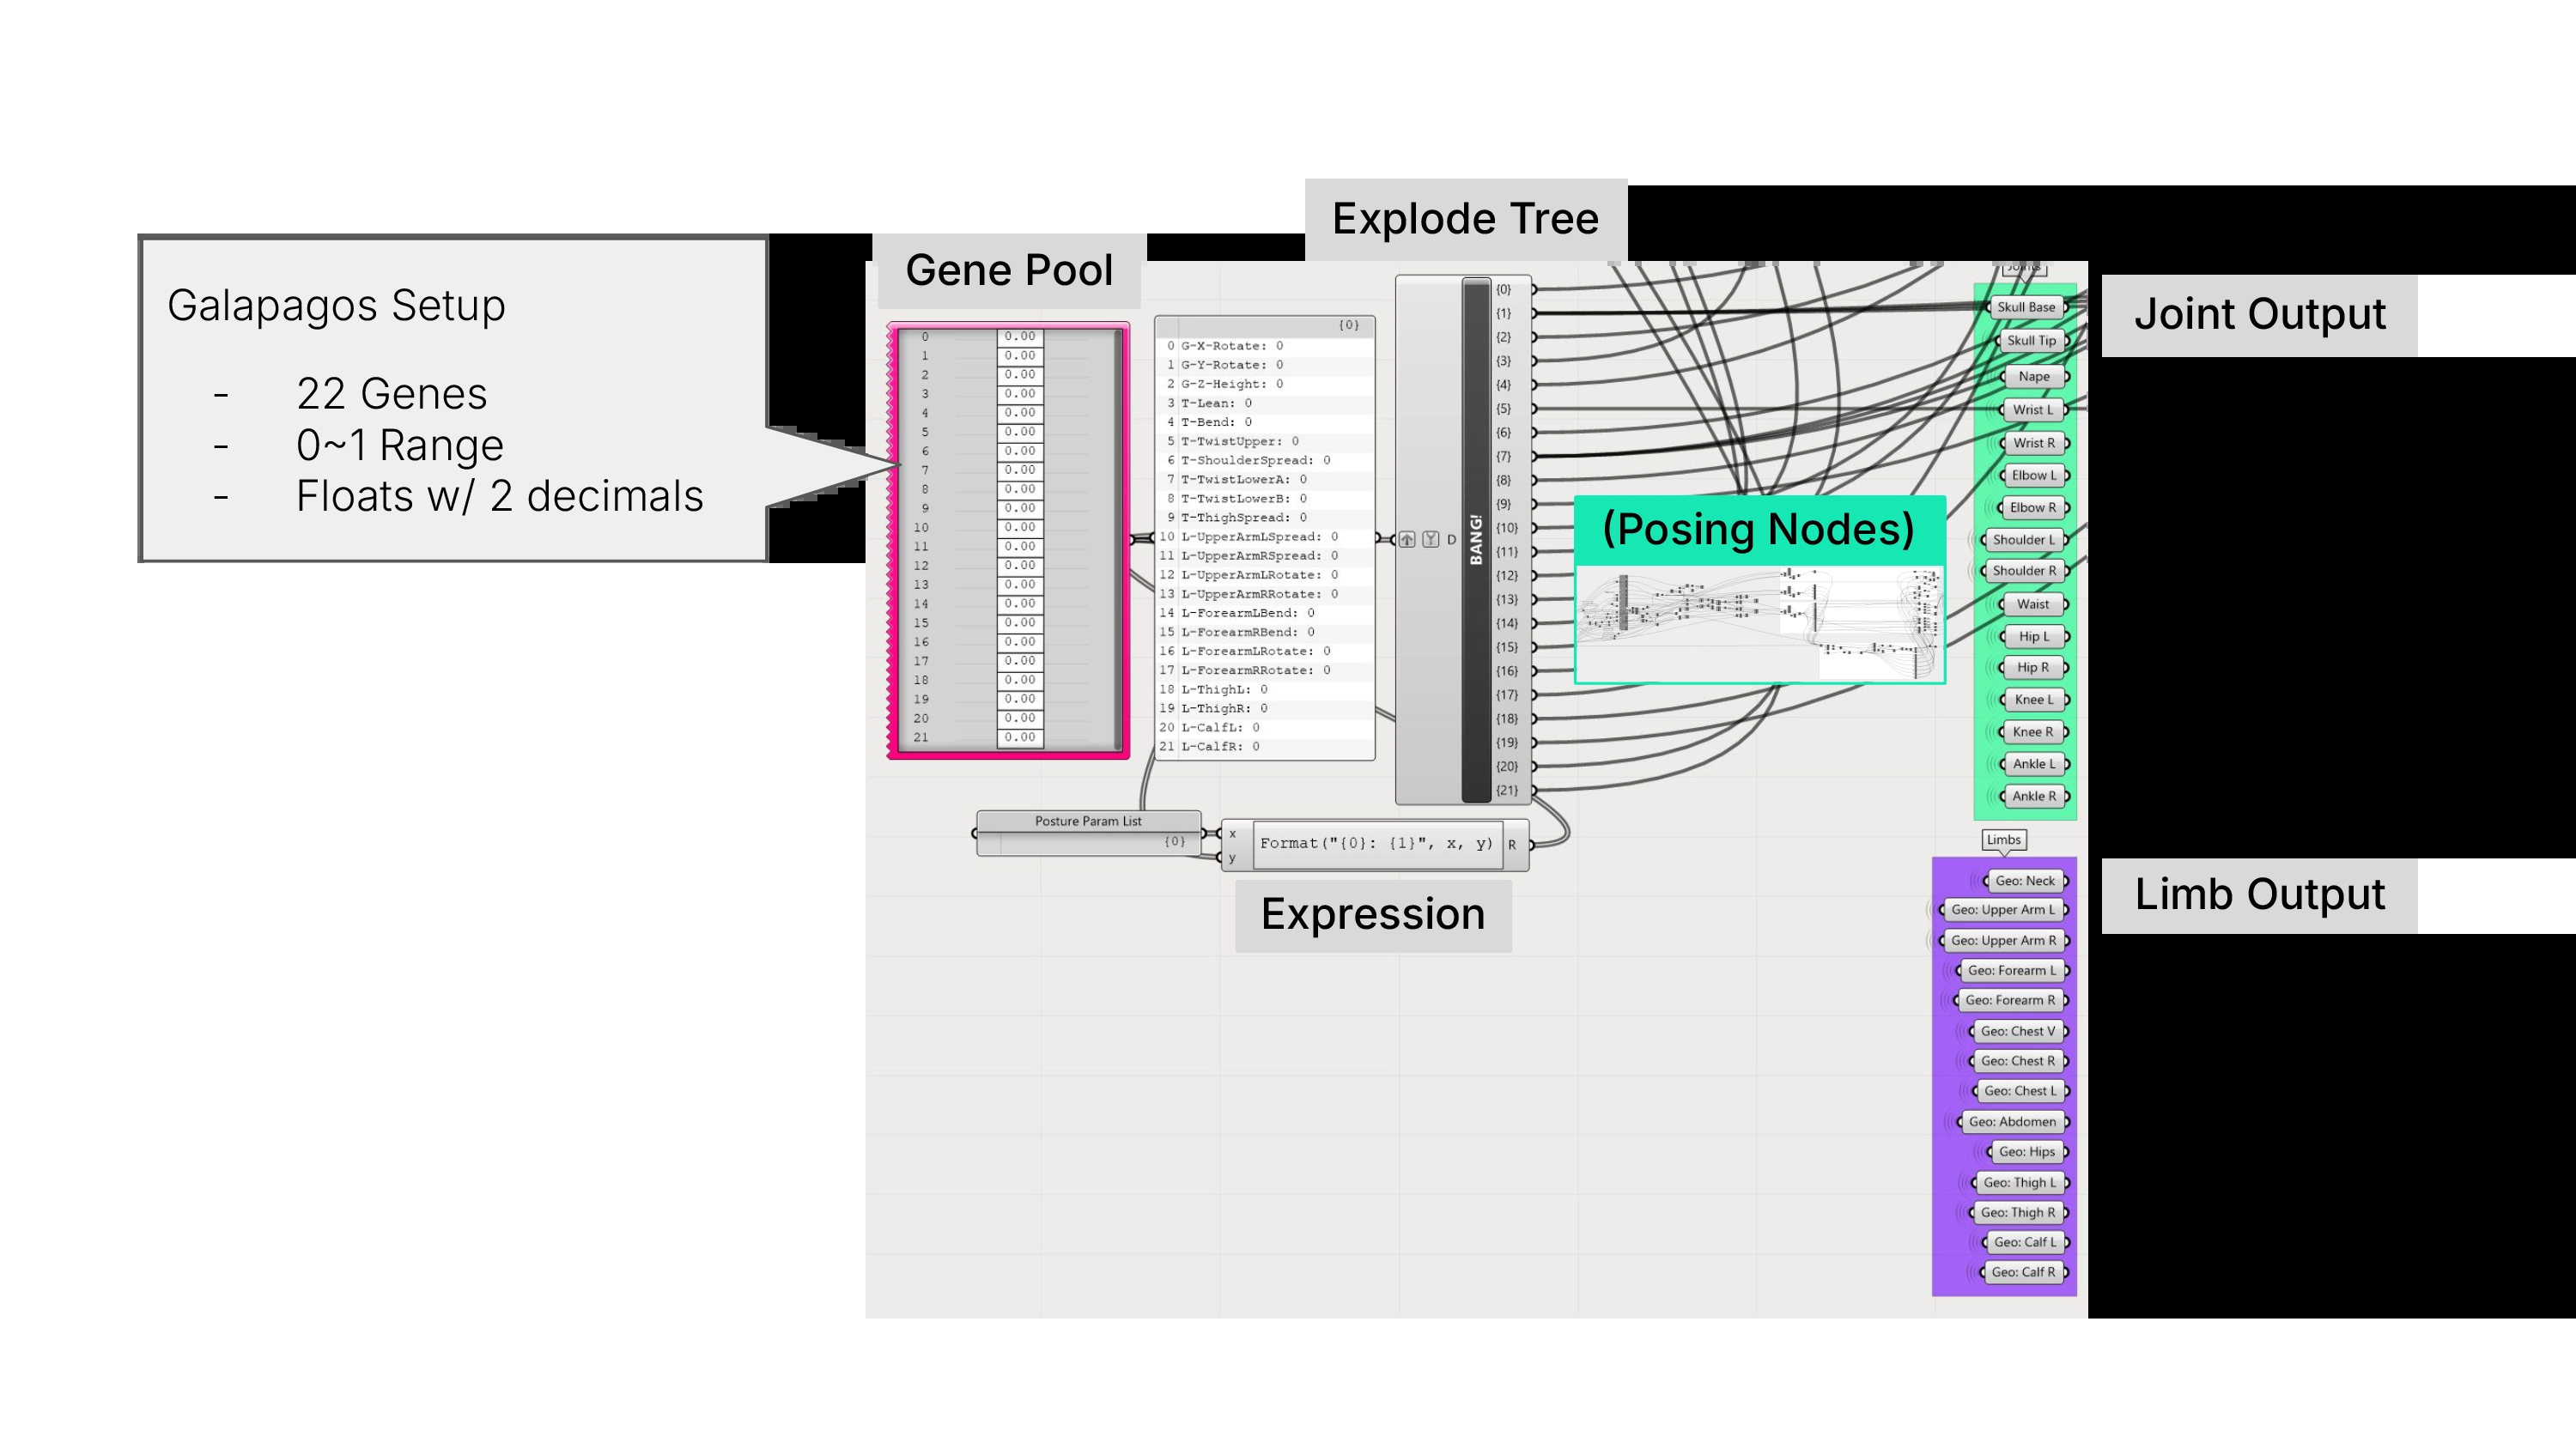 Explode Tree
Gene Pool
Galapagos Setup
- 22 Genes
- 0~1 Range
- Floats w/ 2 decimals
0 0.00
1 0.00
2 0.00
3 0.00
4 0.00
5 0.00
6 0.00
7 0.00
8 0.00
9 0.00
10 0.00
11 0.00
12 0.00
13 0.00
14 0.00
15 0.00
16 0.00
17 0.00
18 0.00
19 0.00
20 0.00
21 0.00
{0}
0 G-X-Rotate: 0
1 G-Y-Rotate: 0
2 G-Z-Height: 0
3 T-Lean: 0
4 T-Bend: 0
5 T-TwistUpper: 0
6 T-ShoulderSpread: 0
7 T-TwistLowerA: 0
8 T-TwistLowerB: 0
9 T-ThighSpread: 0
10 L-UpperArmLSpread: 0
11 L-UpperArmRSpread: 0
12 L-UpperArmLRotate: 0
13 L-UpperArmRRotate: 0
14 L-ForearmLBend: 0
15 L-ForearmRBend: 0
16 L-ForearmLRotate: 0
17 L-ForearmRRotate: 0
18 L-ThighL: 0
19 L-ThighR: 0
20 L-CalfL: 0
21 L-CalfR: 0
D
BANG!
{0}
{1}
{2}
{3}
{4}
{5}
{6}
{7}
{8}
{9}
{10}
{11}
{12}
{13}
{14}
{15}
{16}
{17}
{18}
{19}
{20}
{21}
(Posing Nodes)
Posture Param List
{0}
x
y
Format("{0}: {1}", x, y)
R
Expression
Joints
Skull Base
Skull Tip
Nape
Wrist L
Wrist R
Elbow L
Elbow R
Shoulder L
Shoulder R
Waist
Hip L
Hip R
Knee L
Knee R
Ankle L
Ankle R
Joint Output
Limbs
Geo: Neck
Geo: Upper Arm L
Geo: Upper Arm R
Geo: Forearm L
Geo: Forearm R
Geo: Chest V
Geo: Chest R
Geo: Chest L
Geo: Abdomen
Geo: Hips
Geo: Thigh L
Geo: Thigh R
Geo: Calf L
Geo: Calf R
Limb Output